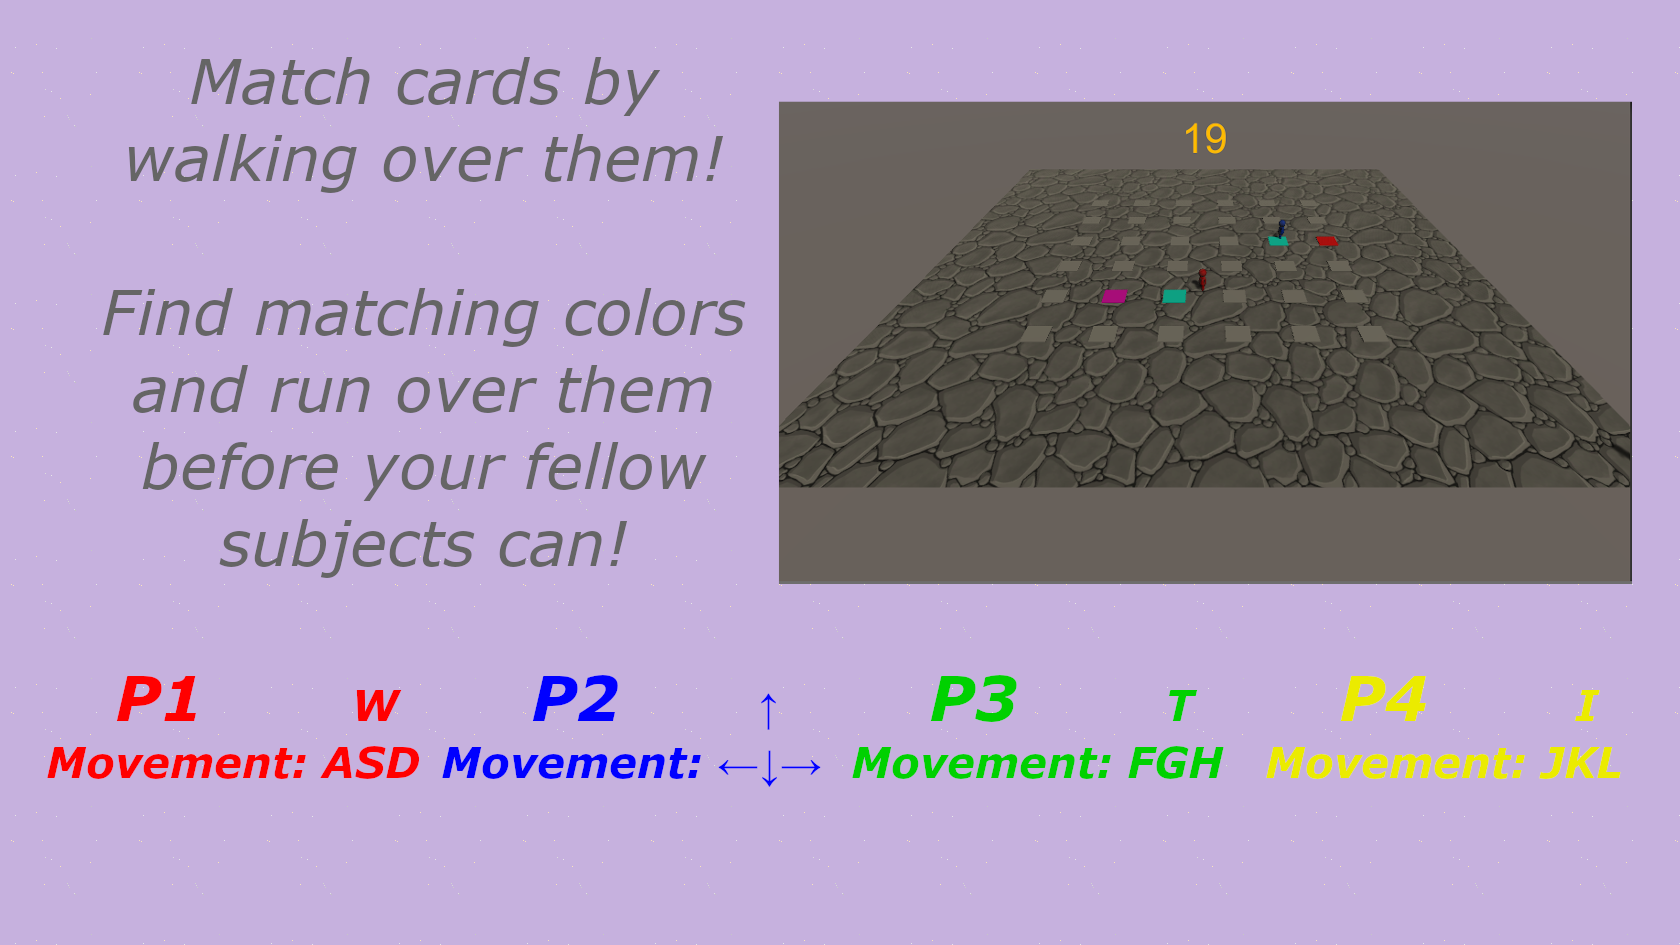 Match cards by
walking over them!
Find matching colors
and run over them
before your fellow
subjects can!
19
P1 W
Movement: ASD
P2 ↑
Movement: ←↓→
P3 T
Movement: FGH
P4 I
Movement: JKL